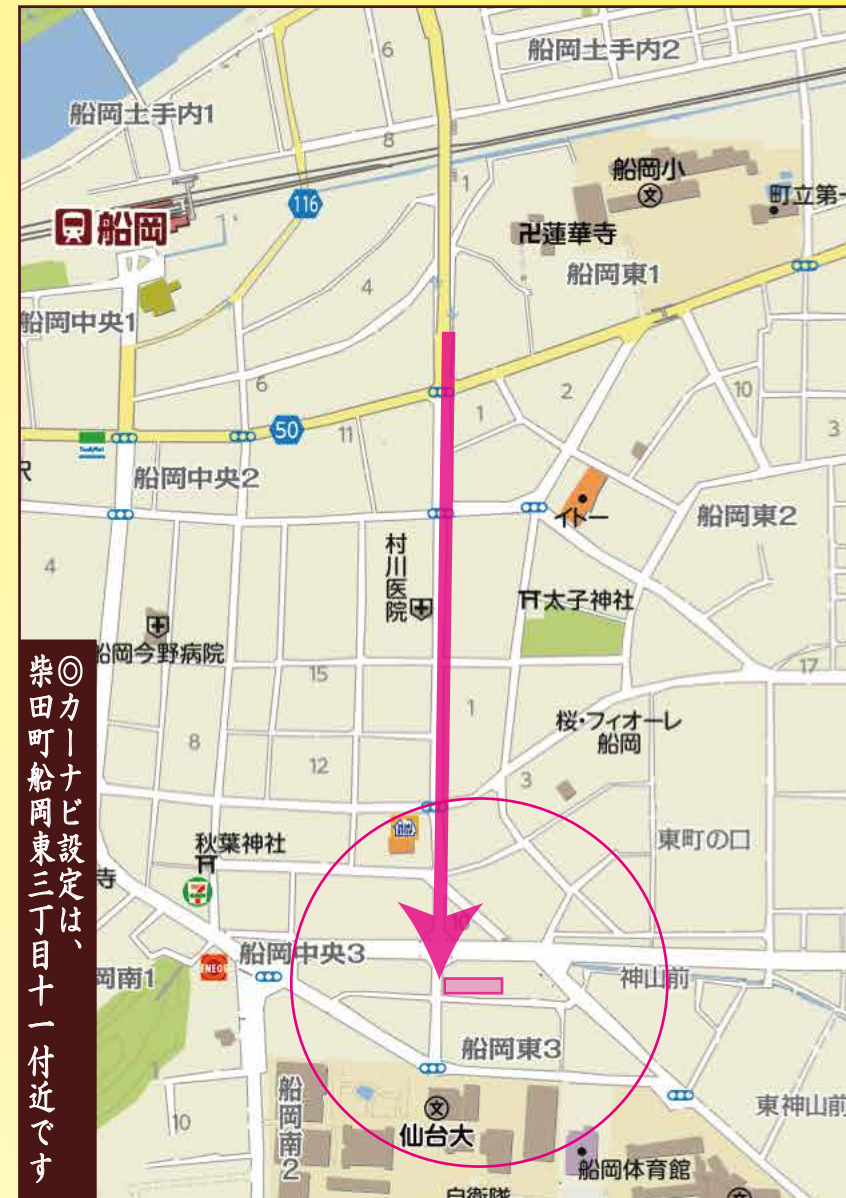 6
船岡土手内2
船岡土手内1
8
船岡小
116
1
町立第一
船岡
卍蓮華寺
船岡東1
4
船岡中央1
6
2
10
50
11
1
3
FamilyMart
船岡中央2
イトー
船岡東2
4
村川医院
太子神社
船岡今野病院
15
17
1
桜・フィオーレ
船岡
8
12
3
東町の口
秋葉神社
寺
10
船岡中央3
ENEOS
岡南1
神山前
船岡東3
1
船岡南2
10
東神山前
仙台大
船岡体育館
自衛隊
◎カーナビ設定は、
柴田町船岡東三丁目十一付近です